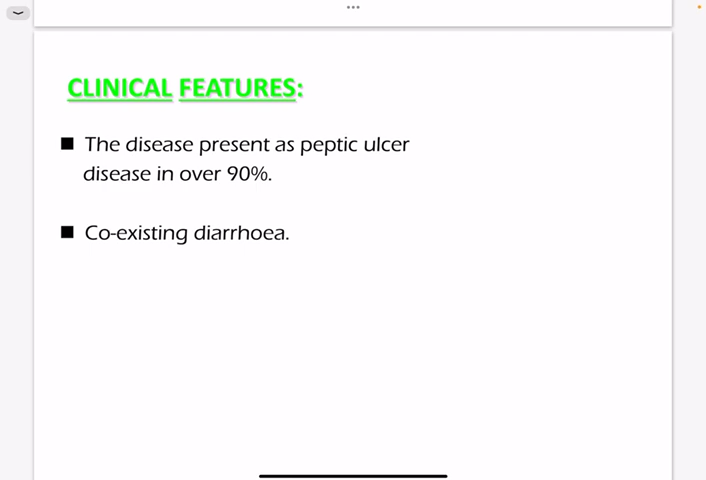 CLINICAL FEATURES:
The disease present as peptic ulcer
disease in over 90%.
Co-existing diarrhoea.